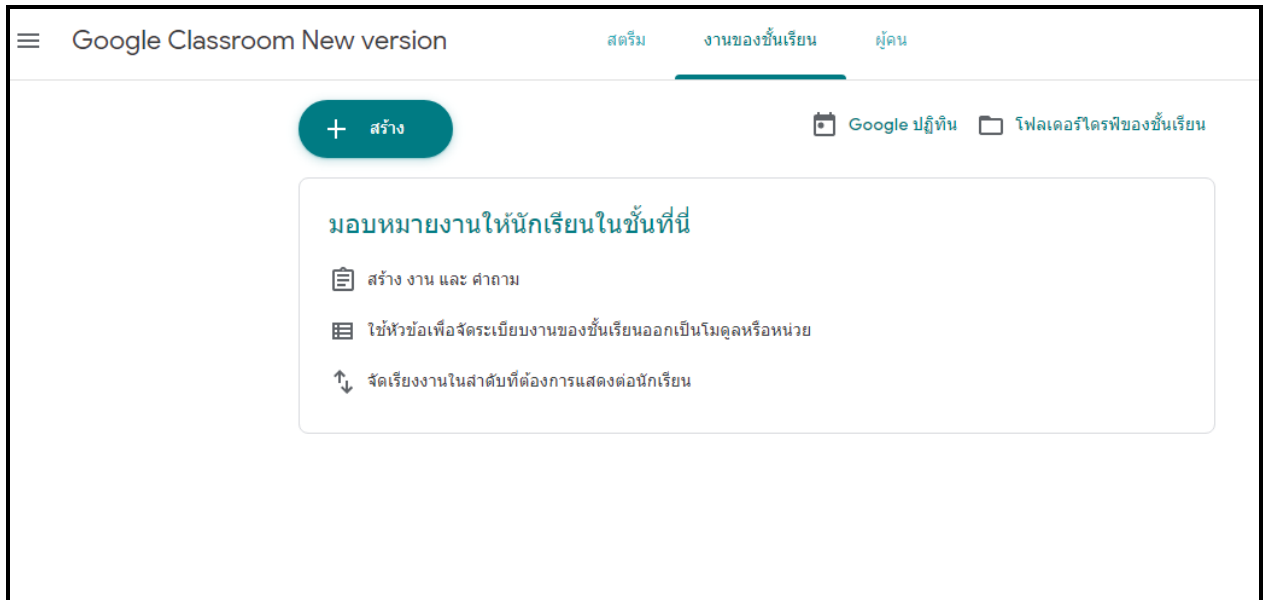 Google Classroom New version สตรีม งานของชั้นเรียน ผู้คน
สร้าง Google ปฏิทิน โฟลเดอร์ไดรฟ์ของชั้นเรียน
มอบหมายงานให้นักเรียนในชั้นที่นี่
สร้าง งาน และ คำถาม
ใช้หัวข้อเพื่อจัดระเบียบงานของชั้นเรียนออกเป็นโมดูลหรือหน่วย
จัดเรียงงานในลำดับที่ต้องการแสดงต่อนักเรียน